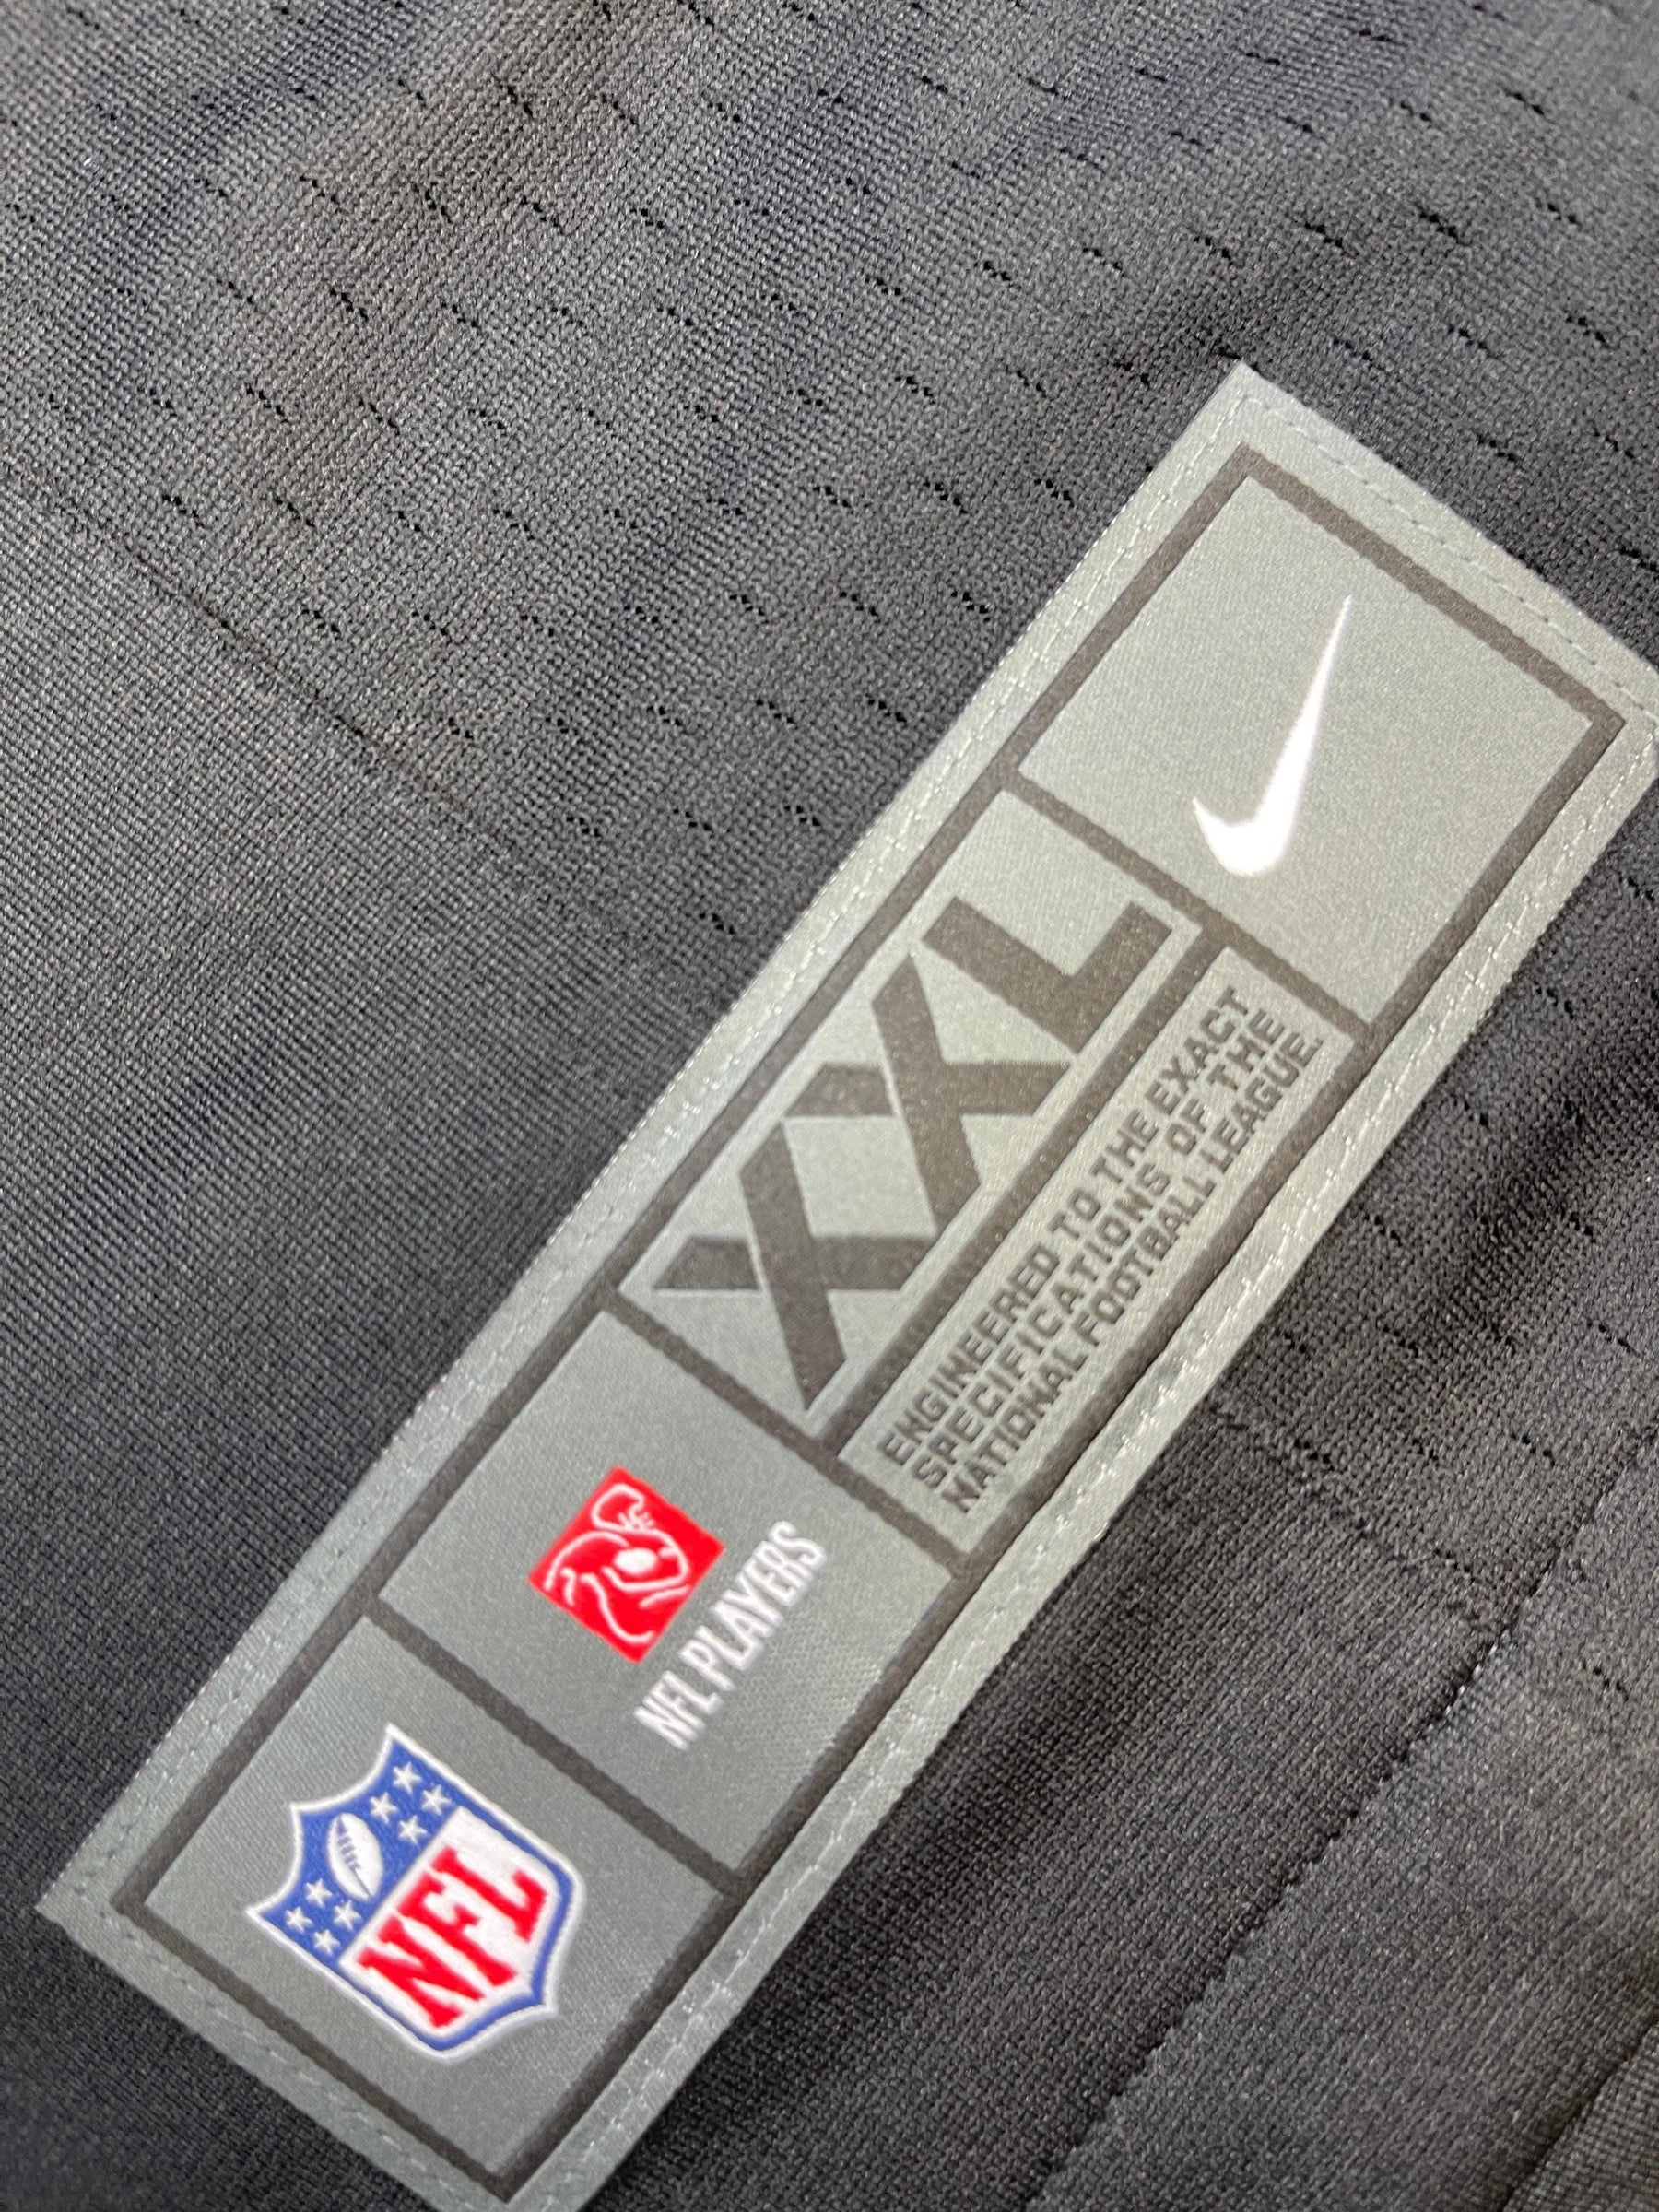 NFL
NFL PLAYERS
XXL
ENGINEERED TO THE EXACT
SPECIFICATIONS OF THE
NATIONAL FOOTBALL LEAGUE.